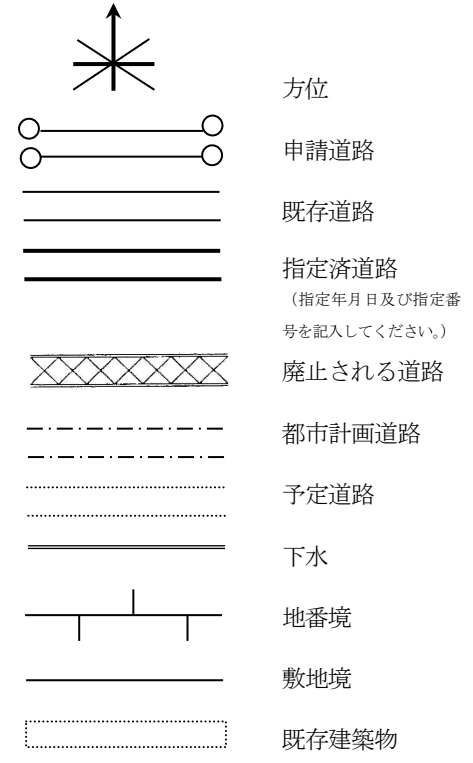 方位
申請道路
既存道路
指定済道路
（指定年月日及び指定番
号を記入してください。）
廃止される道路
都市計画道路
予定道路
下水
地番境
敷地境
既存建築物